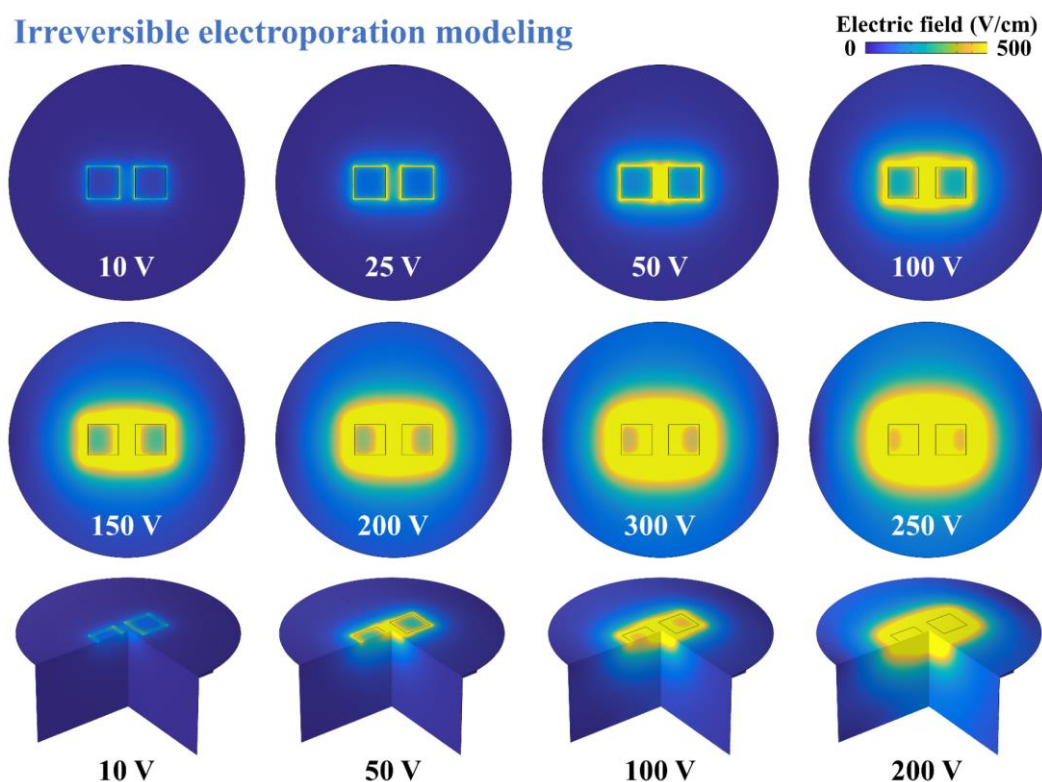 Irreversible electroporation modeling
Electric field (V/cm)
0 500
10 V
25 V
50 V
100 V
150 V
200 V
300 V
250 V
10 V
50 V
100 V
200 V